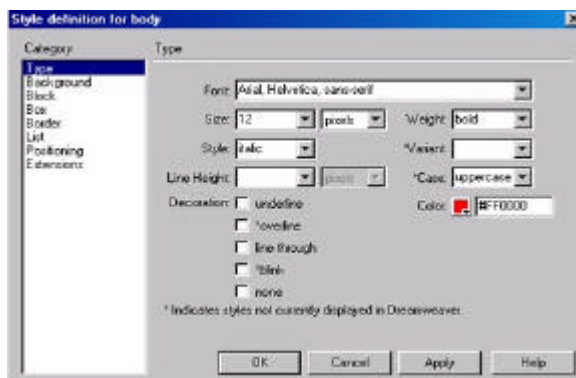 Style definition for body
Category
Type
Type
Background
Block
Box
Border
List
Positioning
Extensions
Font: Arial, Helvetica, sans-serif
Size: 12 pixels *Weight: bold
Style: italic *Variant:
Line Height: pixels *Case: uppercase
Decoration: underline Color: #FF0000
*overline
line-through
*blink
none
* Indicates styles not currently displayed in Dreamweaver.
OK Cancel Apply Help